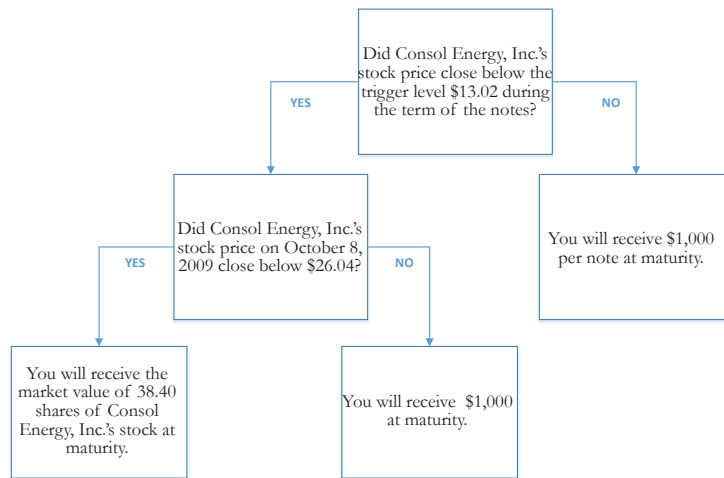 Did Consol Energy, Inc.'s
stock price close below the
trigger level $13.02 during
the term of the notes?
YES
NO
Did Consol Energy, Inc.'s
stock price on October 8,
2009 close below $26.04?
You will receive $1,000
per note at maturity.
YES
NO
You will receive the
market value of 38.40
shares of Consol
Energy, Inc.'s stock at
maturity.
You will receive $1,000
at maturity.